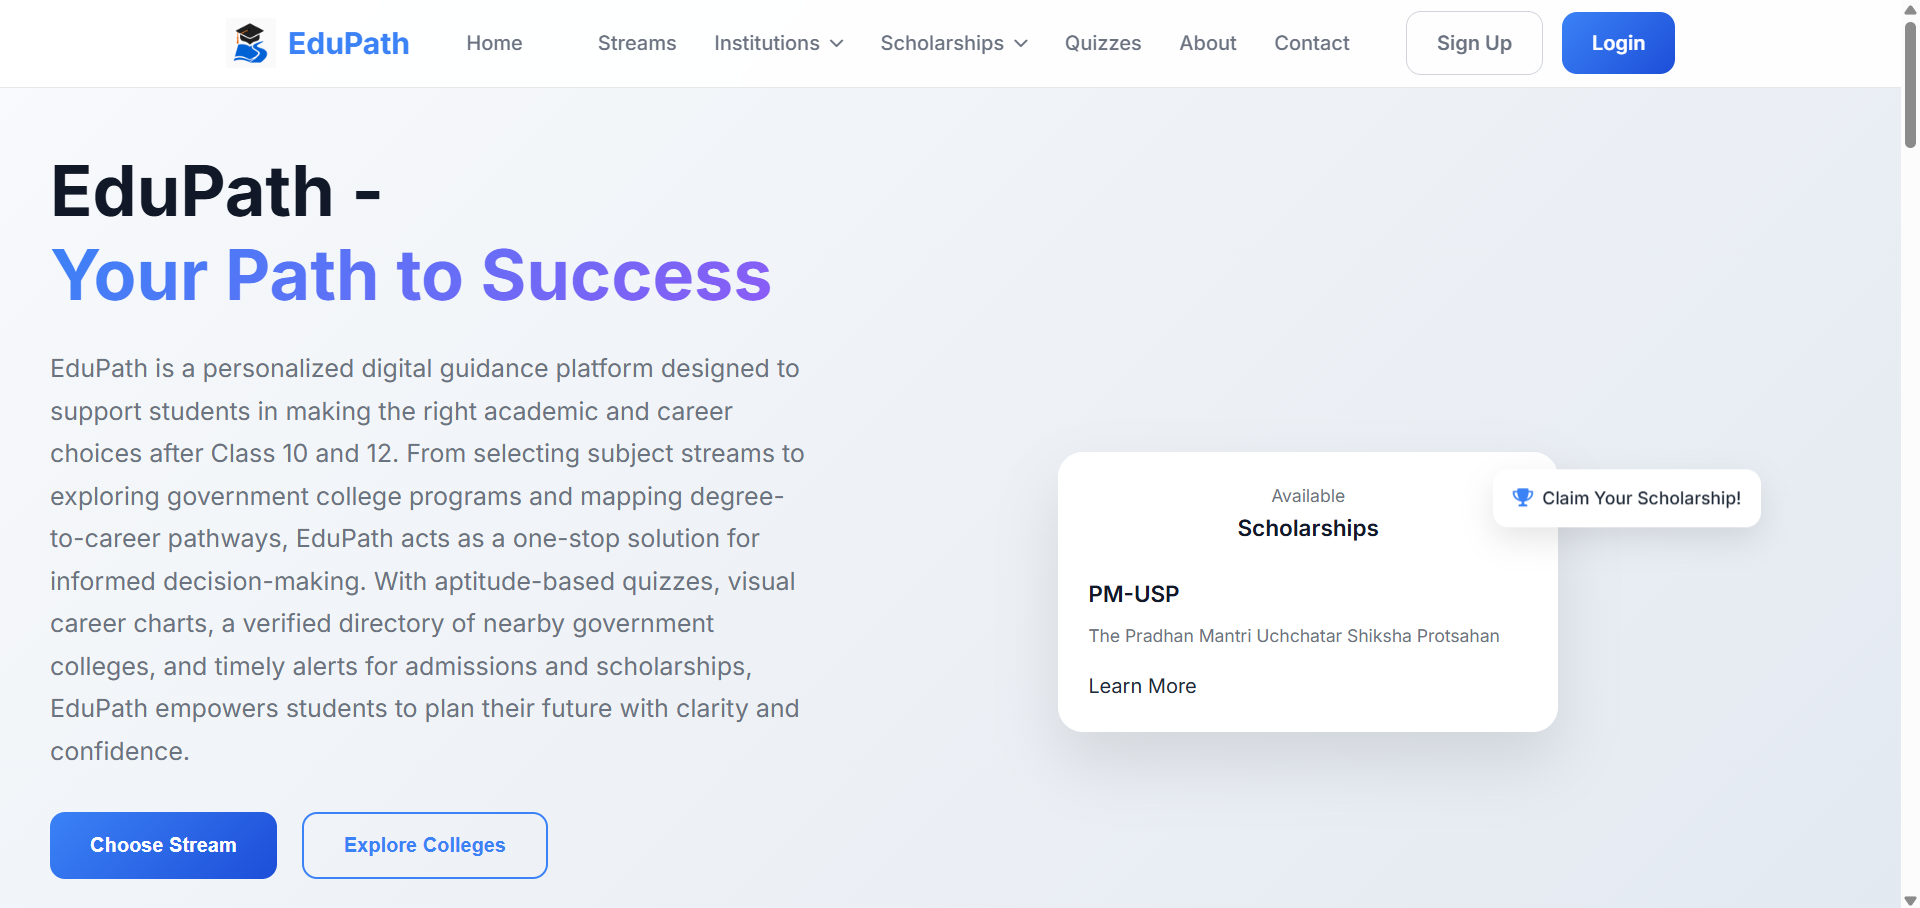 EduPath
Home
Streams
Institutions
Scholarships
Quizzes
About
Contact
Sign Up
Login
EduPath -
Your Path to Success
EduPath is a personalized digital guidance platform designed to
support students in making the right academic and career
choices after Class 10 and 12. From selecting subject streams to
exploring government college programs and mapping degree-
to-career pathways, EduPath acts as a one-stop solution for
informed decision-making. With aptitude-based quizzes, visual
career charts, a verified directory of nearby government
colleges, and timely alerts for admissions and scholarships,
EduPath empowers students to plan their future with clarity and
confidence.
Choose Stream
Explore Colleges
Available
Scholarships
Claim Your Scholarship!
PM-USP
The Pradhan Mantri Uchchatar Shiksha Protsahan
Learn More